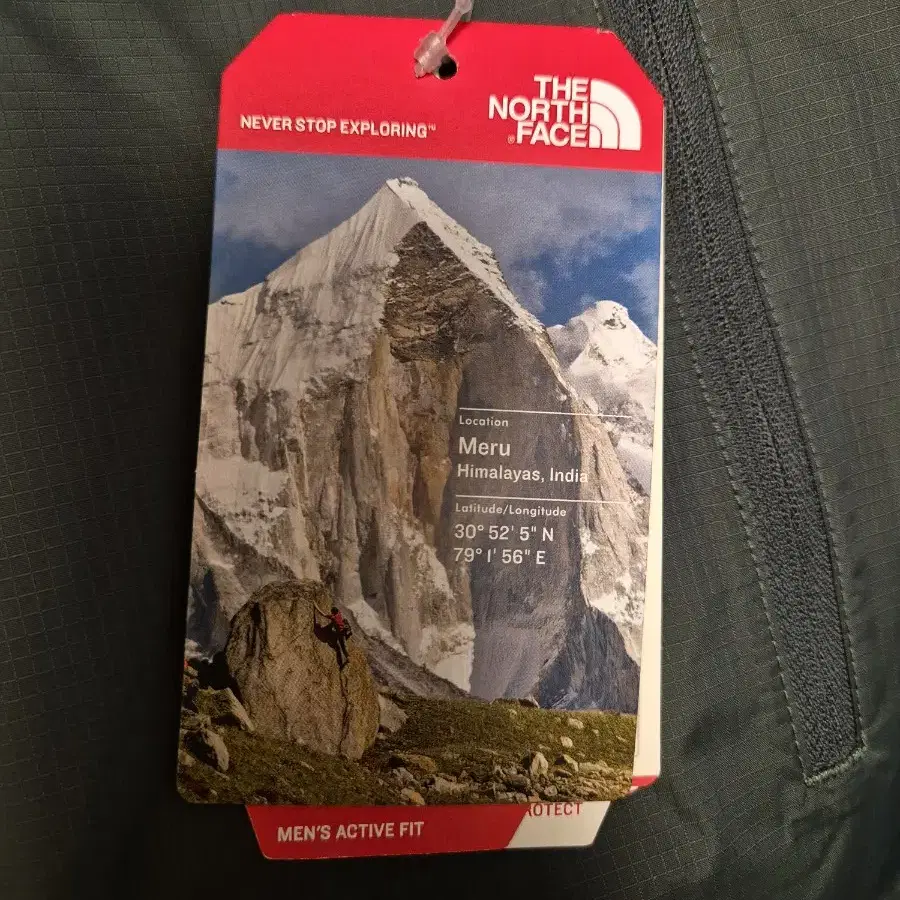 NEVER STOP EXPLORING™
THE
NORTH
FACE
®
Location
Meru
Himalayas, India
Latitude/Longitude
30° 52' 5" N
79° 1' 56" E
MEN'S ACTIVE FIT